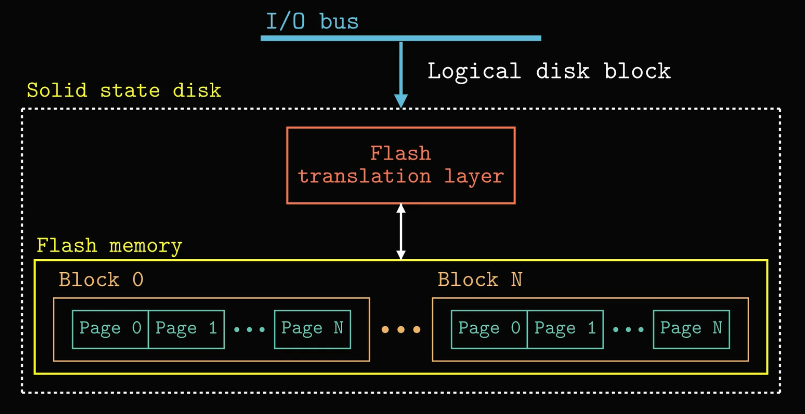 I/O bus
Logical disk block
Solid state disk
Flash
translation layer
Flash memory
Block 0
Block N
Page 0 Page 1 ... Page N ... Page 0 Page 1 ... Page N